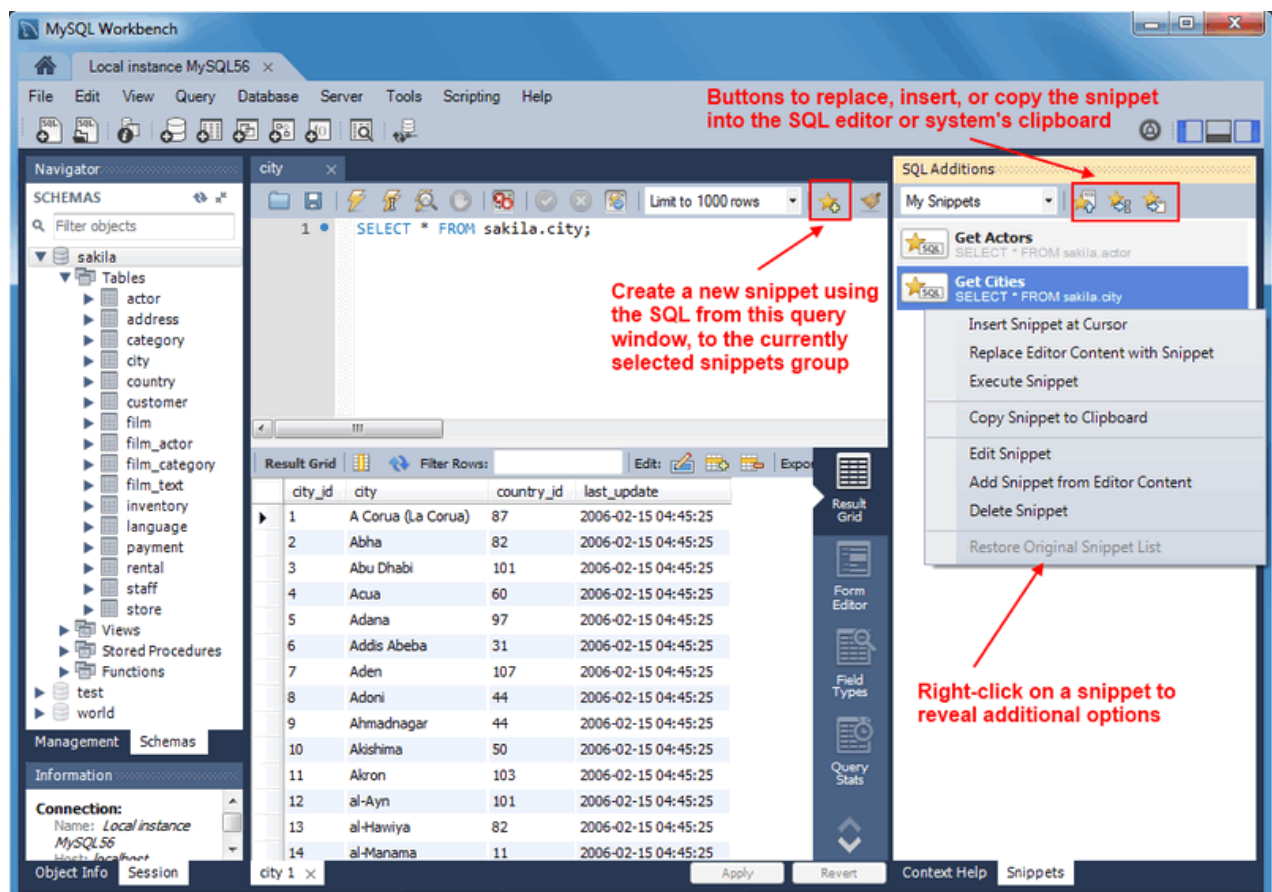 MySQL Workbench
Local instance MySQL56
File Edit View Query Database Server Tools Scripting Help
Buttons to replace, insert, or copy the snippet
into the SQL editor or system's clipboard
Navigator
SCHEMAS
Filter objects
sakila
Tables
actor
address
category
city
country
customer
film
film_actor
film_category
film_text
inventory
language
payment
rental
staff
store
Views
Stored Procedures
Functions
test
world
Management Schemas
Information
Connection:
Name: Local instance
MySQL56
Host: localhost
Object Info Session
city
Limit to 1000 rows
1 SELECT * FROM sakila.city;
Create a new snippet using
the SQL from this query
window, to the currently
selected snippets group
Result Grid Filter Rows: Edit: Expor
city_id city country_id last_update
1 A Corua (La Corua) 87 2006-02-15 04:45:25
2 Abha 82 2006-02-15 04:45:25
3 Abu Dhabi 101 2006-02-15 04:45:25
4 Acua 60 2006-02-15 04:45:25
5 Adana 97 2006-02-15 04:45:25
6 Addis Abeba 31 2006-02-15 04:45:25
7 Aden 107 2006-02-15 04:45:25
8 Adoni 44 2006-02-15 04:45:25
9 Ahmadnagar 44 2006-02-15 04:45:25
10 Akishima 50 2006-02-15 04:45:25
11 Akron 103 2006-02-15 04:45:25
12 al-Ayn 101 2006-02-15 04:45:25
13 al-Hawiya 82 2006-02-15 04:45:25
14 al-Manama 11 2006-02-15 04:45:25
Result
Grid
Form
Editor
Field
Types
Query
Stats
city 1
Apply Revert
SQL Additions
My Snippets
SQL
Get Actors
SELECT * FROM sakila.actor
SQL
Get Cities
SELECT * FROM sakila.city
Insert Snippet at Cursor
Replace Editor Content with Snippet
Execute Snippet
Copy Snippet to Clipboard
Edit Snippet
Add Snippet from Editor Content
Delete Snippet
Restore Original Snippet List
Right-click on a snippet to
reveal additional options
Context Help Snippets